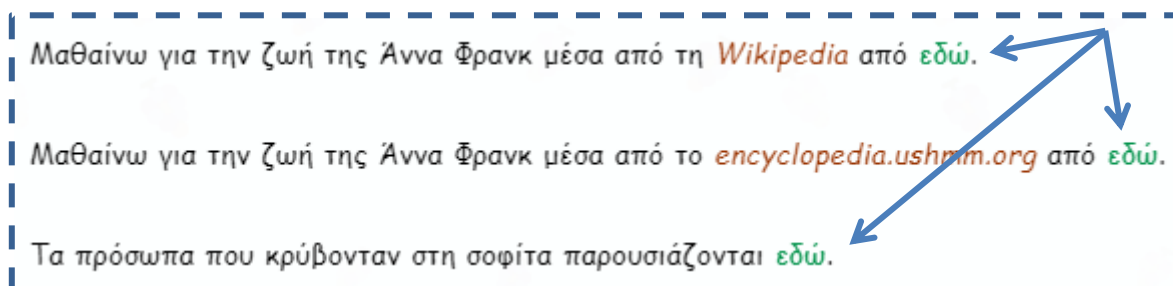 Μαθαίνω για την ζωή της Άννα Φρανκ μέσα από τη Wikipedia από εδώ.
Μαθαίνω για την ζωή της Άννα Φρανκ μέσα από το encyclopedia.ushmm.org από εδώ.
Τα πρόσωπα που κρύβονταν στη σοφίτα παρουσιάζονται εδώ.